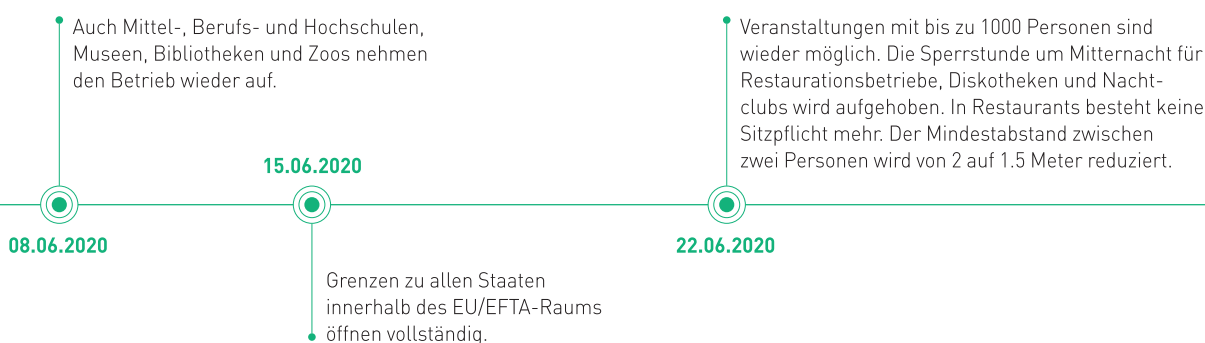 Auch Mittel-, Berufs- und Hochschulen,
Museen, Bibliotheken und Zoos nehmen
den Betrieb wieder auf.
08.06.2020
15.06.2020
Grenzen zu allen Staaten
innerhalb des EU/EFTA-Raums
öffnen vollständig.
Veranstaltungen mit bis zu 1000 Personen sind
wieder möglich. Die Sperrstunde um Mitternacht für
Restaurationsbetriebe, Diskotheken und Nacht-
clubs wird aufgehoben. In Restaurants besteht keine
Sitzpflicht mehr. Der Mindestabstand zwischen
zwei Personen wird von 2 auf 1.5 Meter reduziert.
22.06.2020